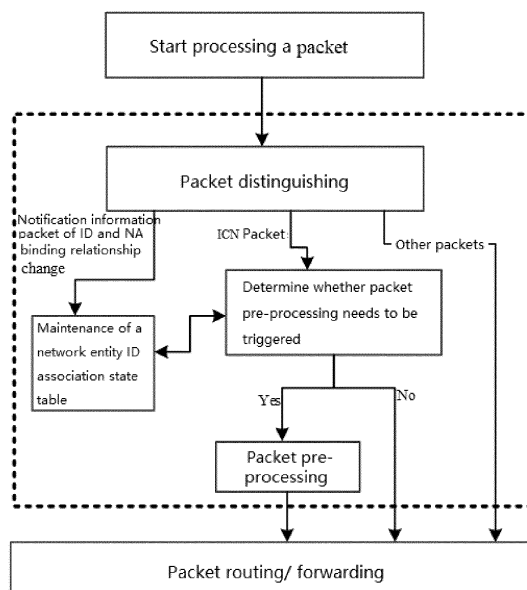 Start processing a packet
Packet distinguishing
Notification information
packet of ID and NA
binding relationship
change
ICN Packet
Other packets
Maintenance of a
network entity ID
association state
table
Determine whether packet
pre-processing needs to be
triggered
Yes
No
Packet pre-
processing
Packet routing/ forwarding